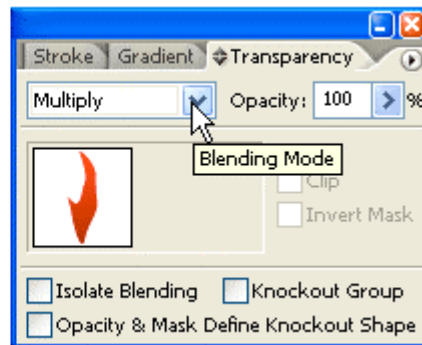 Stroke Gradient Transparency
Multiply Opacity: 100 %
Blending Mode
Clip
Invert Mask
Isolate Blending Knockout Group
Opacity & Mask Define Knockout Shape